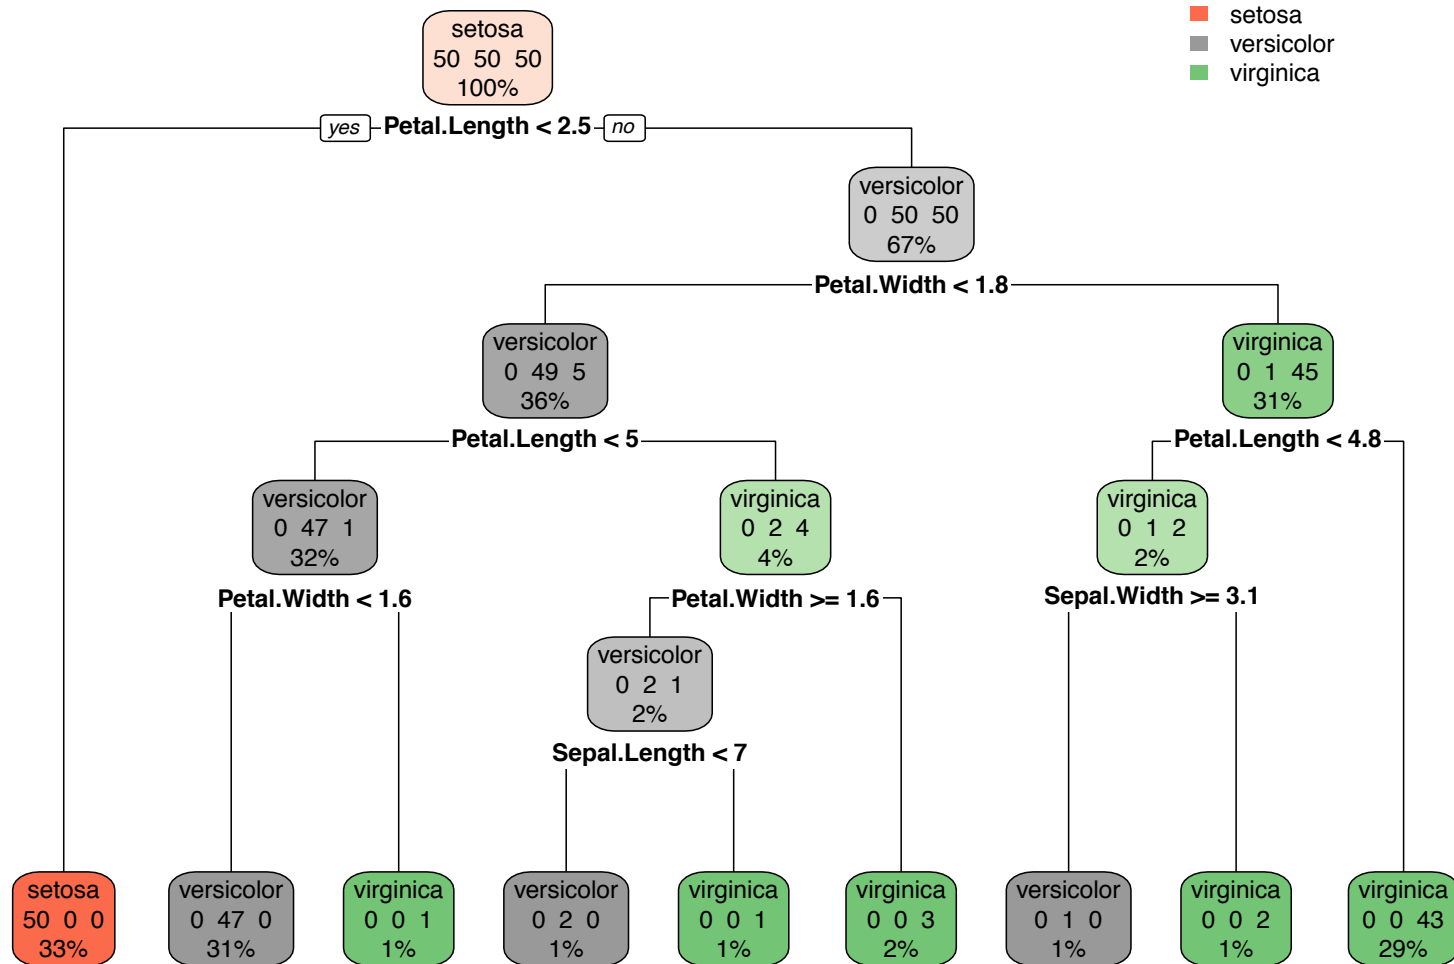 setosa
50 50 50
100%
setosa
versicolor
virginica
yes Petal.Length < 2.5 no
versicolor
0 50 50
67%
Petal.Width < 1.8
versicolor
0 49 5
36%
virginica
0 1 45
31%
Petal.Length < 5
Petal.Length < 4.8
versicolor
0 47 1
32%
virginica
0 2 4
4%
virginica
0 1 2
2%
Petal.Width < 1.6
Petal.Width >= 1.6
Sepal.Width >= 3.1
versicolor
0 2 1
2%
Sepal.Length < 7
setosa
50 0 0
33%
versicolor
0 47 0
31%
virginica
0 0 1
1%
versicolor
0 2 0
1%
virginica
0 0 1
1%
virginica
0 0 3
2%
versicolor
0 1 0
1%
virginica
0 0 2
1%
virginica
0 0 43
29%